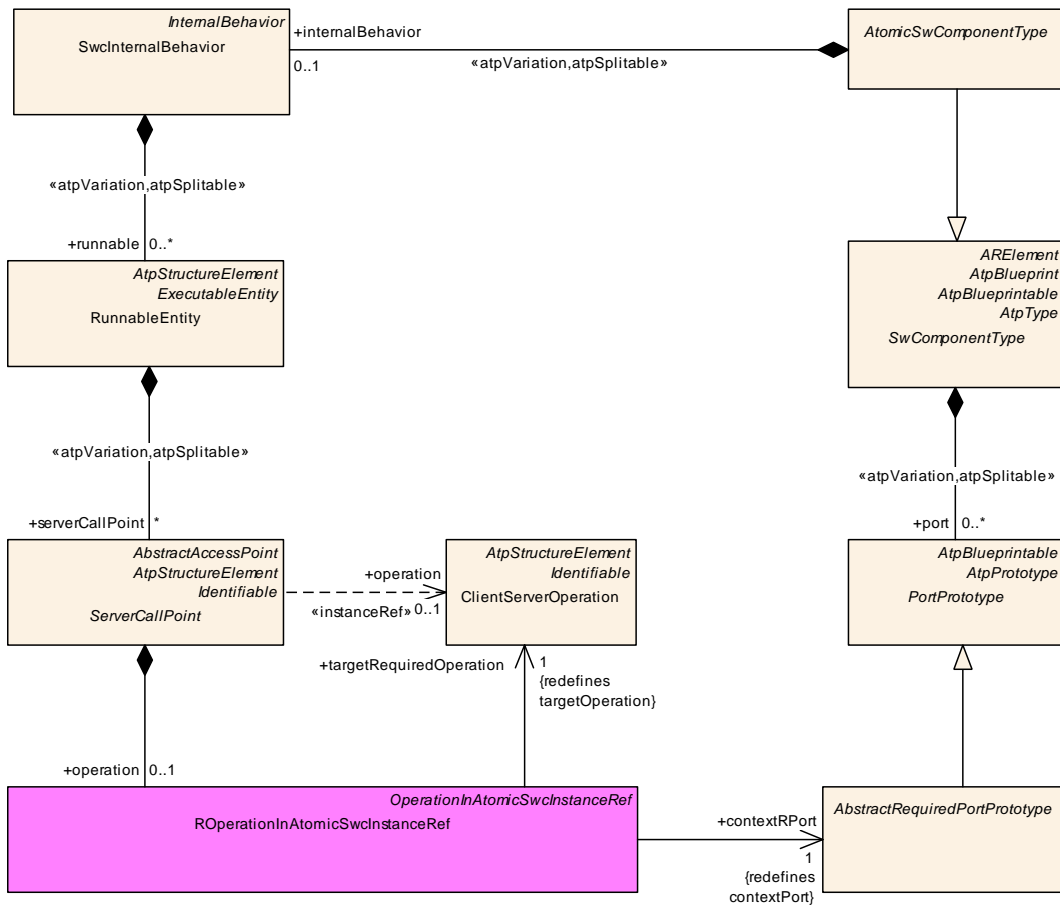 InternalBehavior
SwcInternalBehavior
+internalBehavior
0..1
«atpVariation,atpSplitable»
AtomicSwComponentType
«atpVariation,atpSplitable»
+runnable 0..*
AtpStructureElement
ExecutableEntity
RunnableEntity
ARElement
AtpBlueprint
AtpBlueprintable
AtpType
SwComponentType
«atpVariation,atpSplitable»
+serverCallPoint *
«atpVariation,atpSplitable»
+port 0..*
AbstractAccessPoint
AtpStructureElement
Identifiable
ServerCallPoint
+operation
«instanceRef» 0..1
AtpStructureElement
Identifiable
ClientServerOperation
AtpBlueprintable
AtpPrototype
PortPrototype
+targetRequiredOperation 1
{redefines
targetOperation}
+operation 0..1
OperationInAtomicSwcInstanceRef
ROperationInAtomicSwcInstanceRef
+contextRPort
1
{redefines
contextPort}
AbstractRequiredPortPrototype